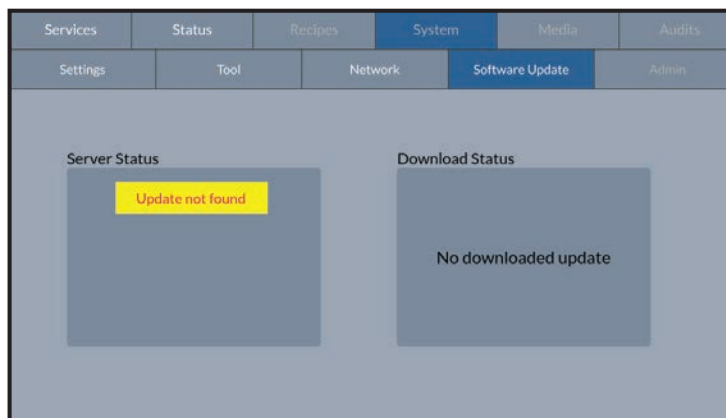 Services Status Recipes System Media Audits
Settings Tool Network Software Update Admin
Server Status Download Status
Update not found
No downloaded update